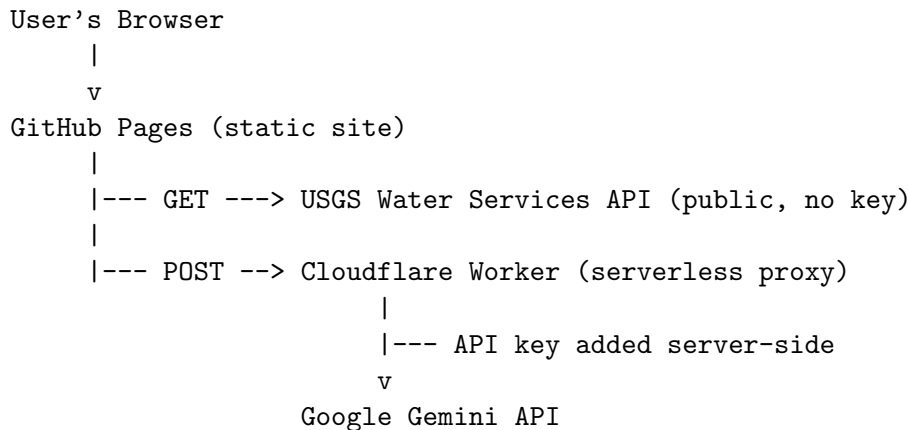 User's Browser
|
v
GitHub Pages (static site)
|
|--- GET ---> USGS Water Services API (public, no key)
|
|--- POST --> Cloudflare Worker (serverless proxy)
|
|--- API key added server-side
v
Google Gemini API